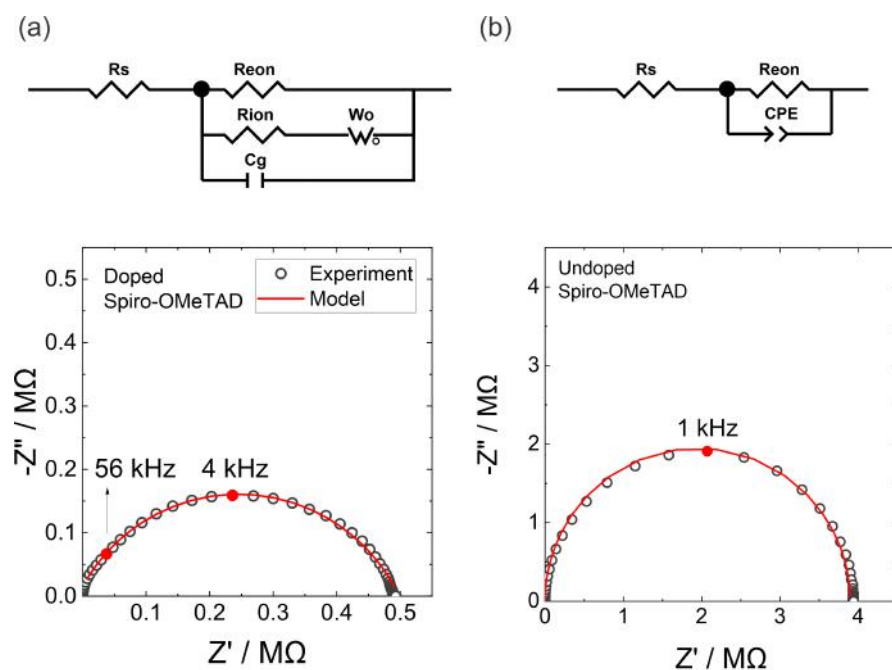 (a)
Rs
Reon
Rion
Wo
Cg
0.5
0.4
0.3
0.2
0.1
0.0
-Z" / MΩ
Doped
Spiro-OMeTAD
Experiment
Model
56 kHz
4 kHz
0.1
0.2
0.3
0.4
0.5
Z' / MΩ
(b)
Rs
Reon
CPE
4
3
2
1
0
-Z" / MΩ
Undoped
Spiro-OMeTAD
1 kHz
0
1
2
3
4
Z' / MΩ